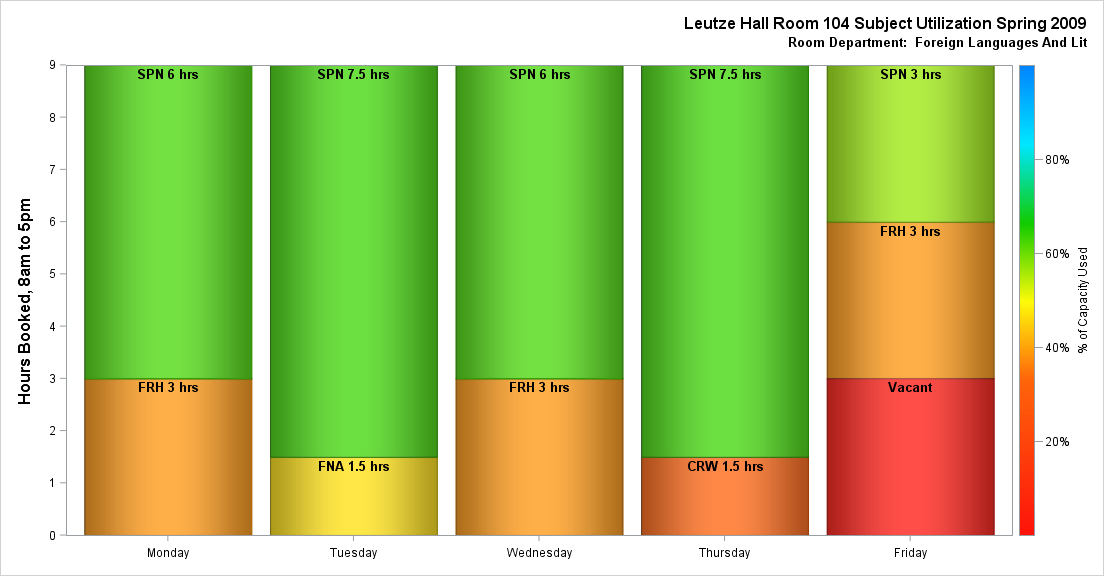 Leutze Hall Room 104 Subject Utilization Spring 2009
Room Department:  Foreign Languages And Lit
Hours Booked, 8am to 5pm
9
8
7
6
5
4
3
2
1
0
SPN 6 hrs
FRH 3 hrs
SPN 7.5 hrs
FNA 1.5 hrs
SPN 6 hrs
FRH 3 hrs
SPN 7.5 hrs
CRW 1.5 hrs
SPN 3 hrs
FRH 3 hrs
Vacant
Monday
Tuesday
Wednesday
Thursday
Friday
80%
60%
40%
20%
% of Capacity Used